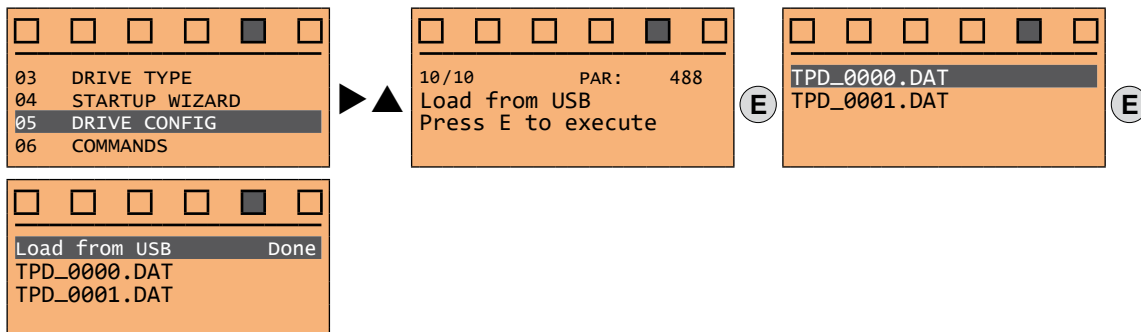 03 DRIVE TYPE
04 STARTUP WIZARD
05 DRIVE CONFIG
06 COMMANDS
10/10 PAR: 488
Load from USB
Press E to execute
E
TPD_0000.DAT
TPD_0001.DAT
E
Load from USB Done
TPD_0000.DAT
TPD_0001.DAT